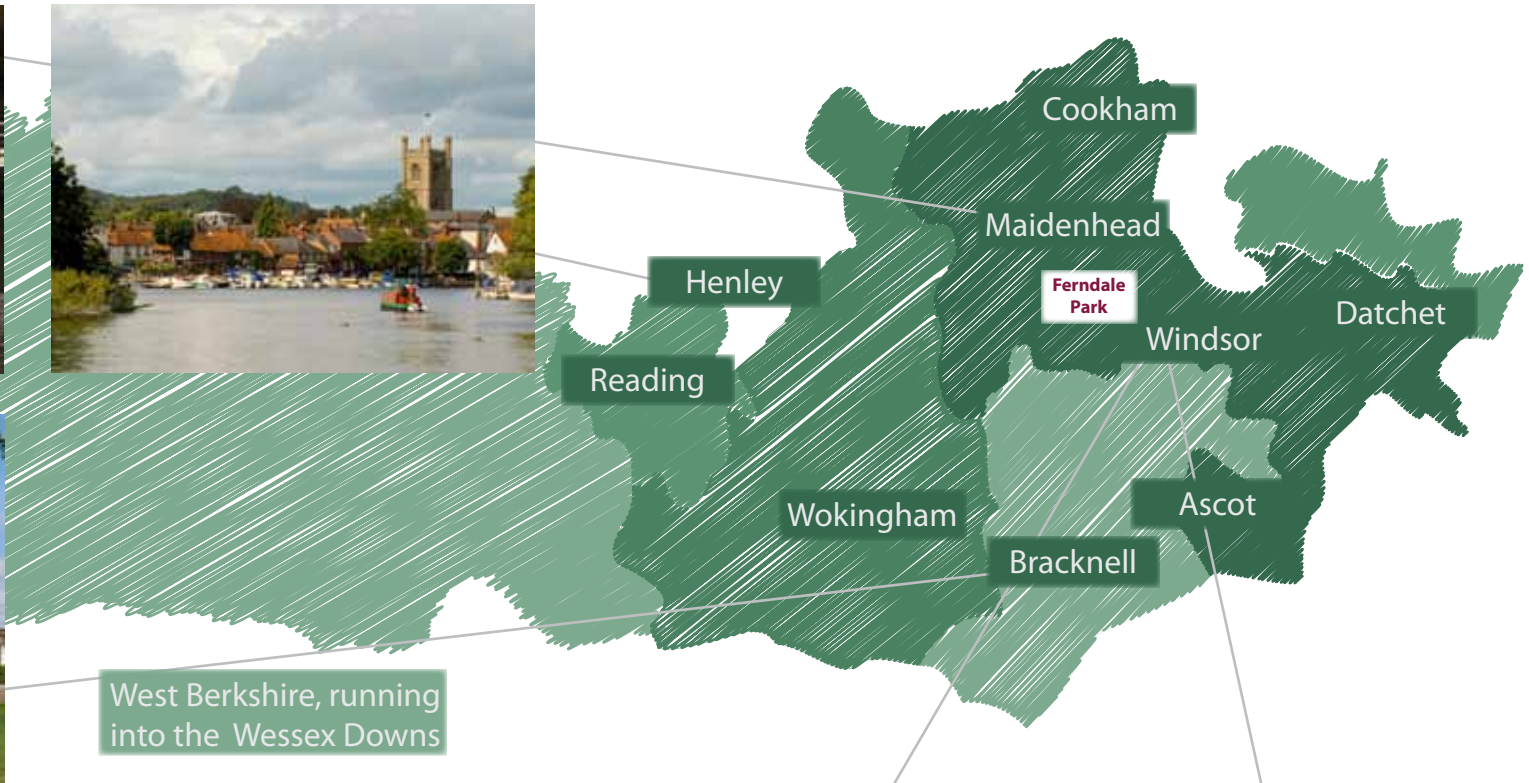 Cookham
Maidenhead
Henley
Ferndale
Park
Datchet
Windsor
Reading
Ascot
Wokingham
Bracknell
West Berkshire, running
into the Wessex Downs